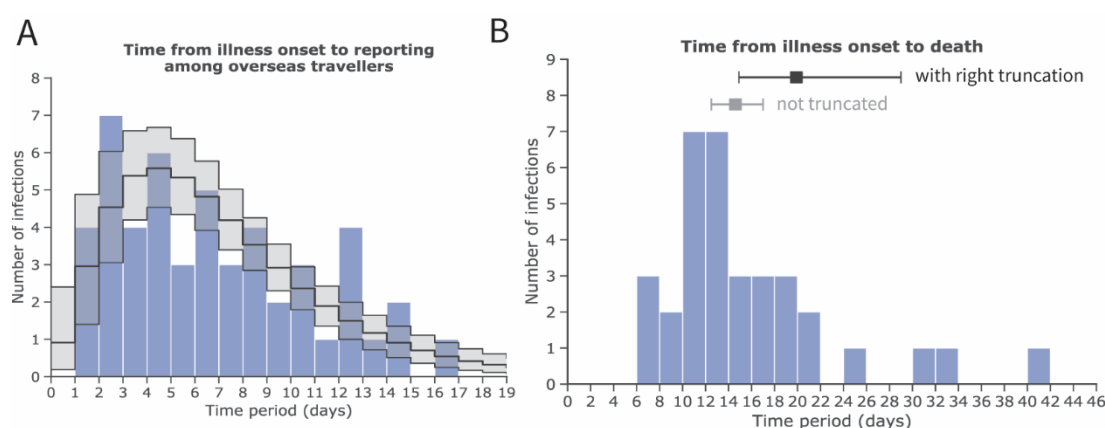 A
Time from illness onset to reporting
among overseas travellers
8
7
6
5
4
3
2
1
0
Number of infections
0 1 2 3 4 5 6 7 8 9 10 11 12 13 14 15 16 17 18 19
Time period (days)
B
Time from illness onset to death
9
8
7
6
5
4
3
2
1
0
with right truncation
not truncated
Number of infections
0 2 4 6 8 10 12 14 16 18 20 22 24 26 28 30 32 34 36 38 40 42 44 46
Time period (days)